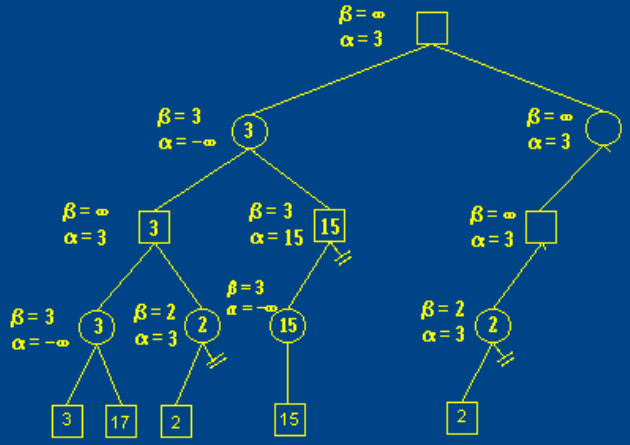 β = ∞
α = 3
β = 3
α = -∞
3
β = ∞
α = 3
β = ∞
α = 3
3
β = 3
α = 15
15
β = ∞
α = 3
β = 3
α = -∞
3
β = 2
α = 3
2
β = 3
α = -∞
15
β = 2
α = 3
2
3
17
2
15
2